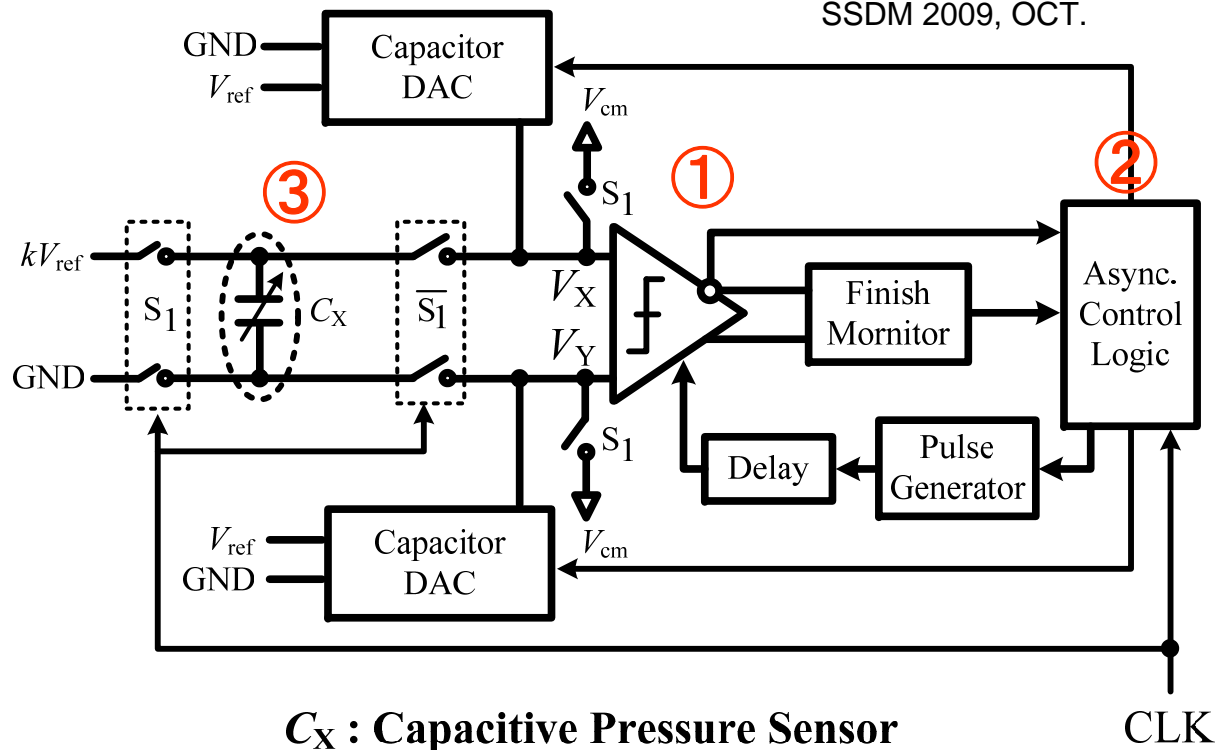 SSDM 2009, OCT.
GND
Vref
Capacitor
DAC
Vcm
S1
①
②
③
kVref
S1
CX
S1
VX
VY
GND
Finish
Mornitor
Async.
Control
Logic
S1
Delay
Pulse
Generator
Vref
GND
Capacitor
DAC
Vcm
CX : Capacitive Pressure Sensor
CLK